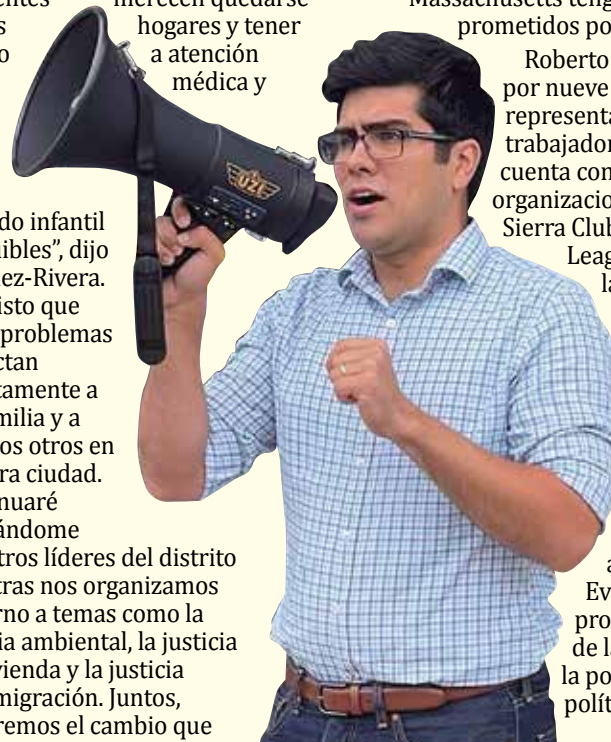 entes
s
o
do infantil
uibles”, dijo
ez-Rivera.
isto que
problemas
ctan
tamente a
milia y a
os otros en
ra ciudad.
nuaré
ándome
tros líderes del distrito
tras nos organizamos
rno a temas como la
ia ambiental, la justicia
vienda y la justicia
migración. Juntos,
remos el cambio que
merecen quedarse
hogares y tener
a atención
médica y
UZI
Massachusetts teng
prometidos po
Roberto
por nueve
representa
trabajador
cuenta con
organizacio
Sierra Club
Leag
la
a
Ev
pro
de la
la po
polít